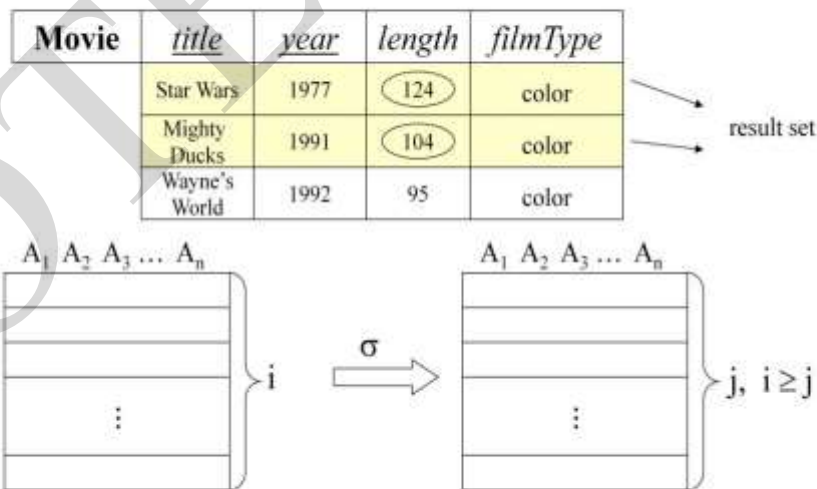 Movie title year length filmType
Star Wars 1977 124 color
Mighty Ducks 1991 104 color
result set
Wayne's World 1992 95 color
A₁ A₂ A₃ … Aₙ A₁ A₂ A₃ … Aₙ
σ
i j, i ≥ j
⋮ ⋮